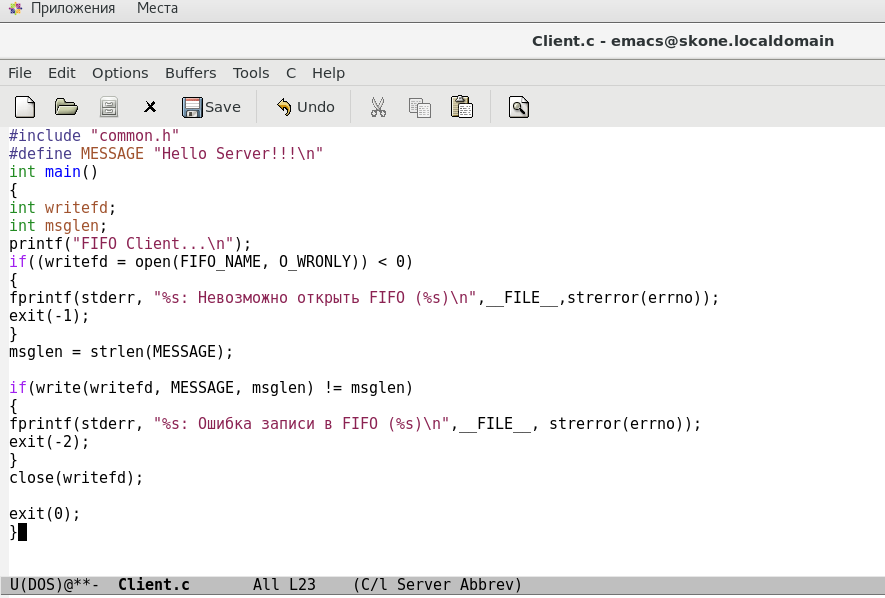 Приложения Места
Client.c - emacs@skone.localdomain
File Edit Options Buffers Tools C Help
Save Undo
#include "common.h"
#define MESSAGE "Hello Server!!!\n"
int main()
{
int writefd;
int msglen;
printf("FIFO Client...\n");
if((writefd = open(FIFO_NAME, O_WRONLY)) < 0)
{
fprintf(stderr, "%s: Невозможно открыть FIFO (%s)\n",__FILE__,strerror(errno));
exit(-1);
}
msglen = strlen(MESSAGE);
if(write(writefd, MESSAGE, msglen) != msglen)
{
fprintf(stderr, "%s: Ошибка записи в FIFO (%s)\n",__FILE__, strerror(errno));
exit(-2);
}
close(writefd);
exit(0);
}
U(DOS)@**- Client.c All L23 (C/l Server Abbrev)